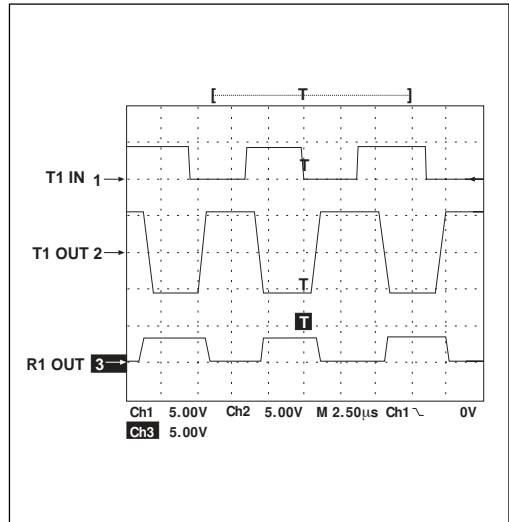 [ T ]
T
T1 IN 1
T1 OUT 2
T
T
R1 OUT 3
Ch1 5.00V Ch2 5.00V M 2.50µs Ch1 0V
Ch3 5.00V